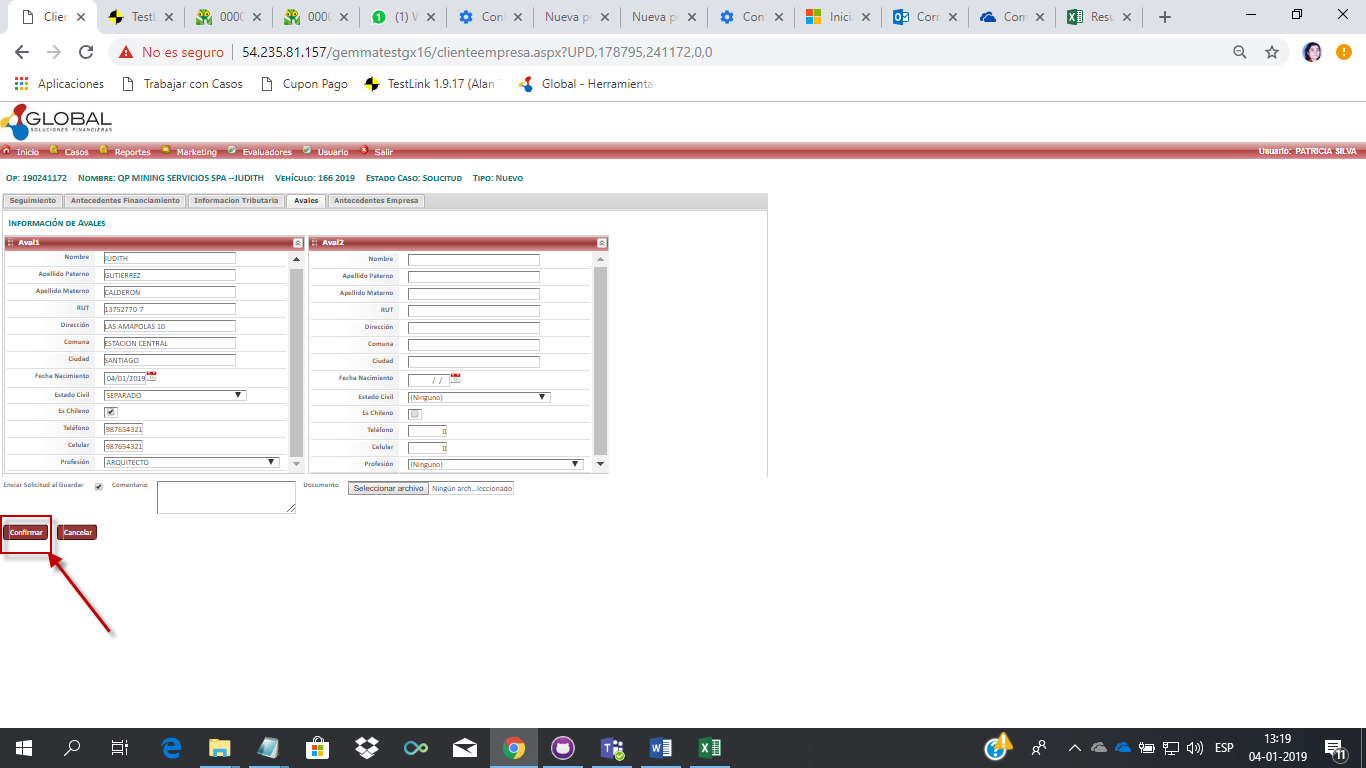 Clier
TestL
0000
0000
(1) W
Cont
Nueva pe
Nueva pe
Cont
Inicia
Corr
Com
Resu
No es seguro | 54.235.81.157/gemmatestgx16/clienteempresa.aspx?UPD,178795,241172,0,0
Aplicaciones Trabajar con Casos Cupon Pago TestLink 1.9.17 (Alan Global - Herramienta
GLOBAL
SOLUCIONES FINANCIERAS
Inicio Casos Reportes Marketing Evaluadores Usuario Salir Usuario: PATRICIA SILVA
Op: 190241172 Nombre: QP MINING SERVICIOS SPA --JUDITH Vehículo: 166 2019 Estado Caso: Solicitud Tipo: Nuevo
Seguimiento Antecedentes Financiamiento Informacion Tributaria Avales Antecedentes Empresa
Información de Avales
Aval1
Nombre JUDITH
Apellido Paterno GUTIERREZ
Apellido Materno CALDERON
RUT 13752770 7
Dirección LAS AMAPOLAS 10
Comuna ESTACION CENTRAL
Ciudad SANTIAGO
Fecha Nacimiento 04/01/2019
Estado Civil SEPARADO
Es Chileno
Teléfono 987654321
Celular 987654321
Profesión ARQUITECTO
Aval2
Nombre
Apellido Paterno
Apellido Materno
RUT
Dirección
Comuna
Ciudad
Fecha Nacimiento / /
Estado Civil (Ninguno)
Es Chileno
Teléfono 0
Celular 0
Profesión (Ninguno)
Enviar Solicitud al Guardar Comentario Documento Seleccionar archivo Ningún arch...leccionado
Confirmar Cancelar
ESP
13:19
04-01-2019
11